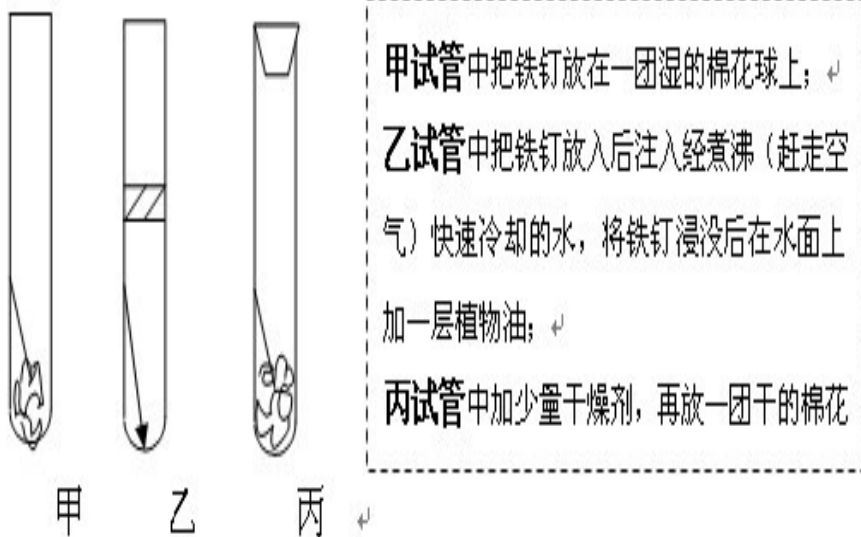 甲试管中把铁钉放在一团湿的棉花球上；
乙试管中把铁钉放入后注入经煮沸（赶走空
气）快速冷却的水，将铁钉浸没后在水面上
加一层植物油；
丙试管中加少量干燥剂，再放一团干的棉花
甲 乙 丙